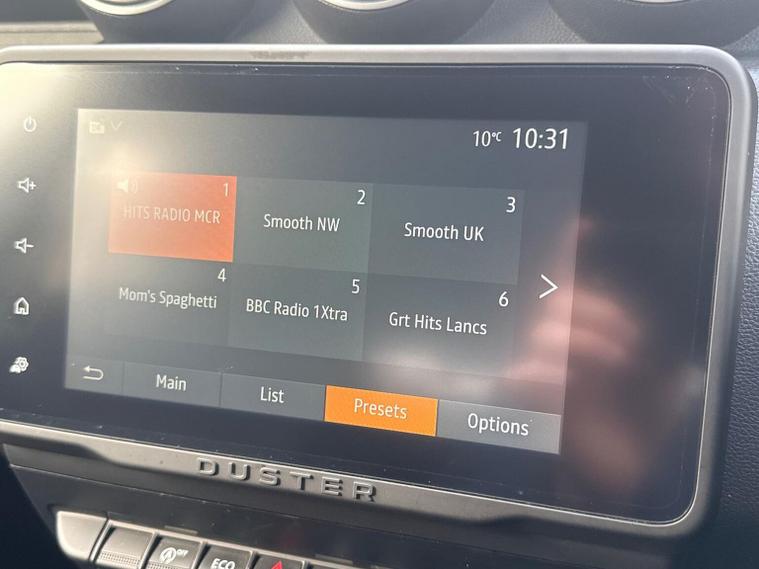 10°C 10:31
1
HITS RADIO MCR
2
Smooth NW
3
Smooth UK
4
Mom's Spaghetti
5
BBC Radio 1Xtra
6
Grt Hits Lancs
Main
List
Presets
Options
DUSTER
OFF
ECO